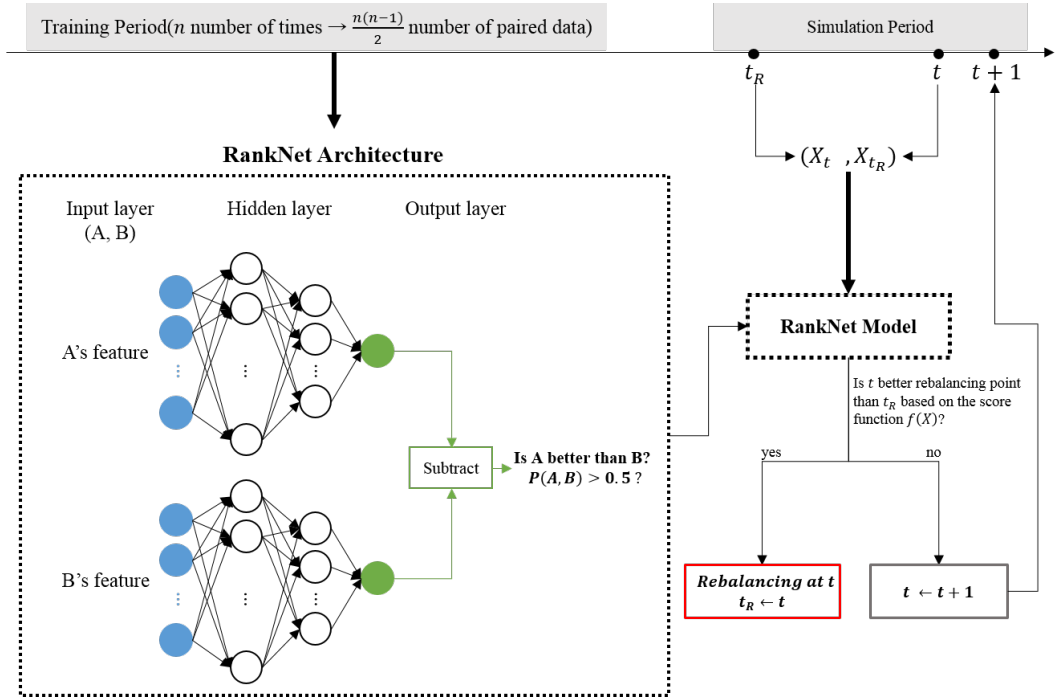 Training Period(n number of times → n(n-1)/2 number of paired data)
Simulation Period
t_R
t
t + 1
(X_t , X_{t_R})
RankNet Architecture
Input layer
(A, B)
Hidden layer
Output layer
A's feature
B's feature
Subtract
Is A better than B?
P(A, B) > 0.5 ?
RankNet Model
Is t better rebalancing point
than t_R based on the score
function f(X)?
yes
no
Rebalancing at t
t_R ← t
t ← t + 1